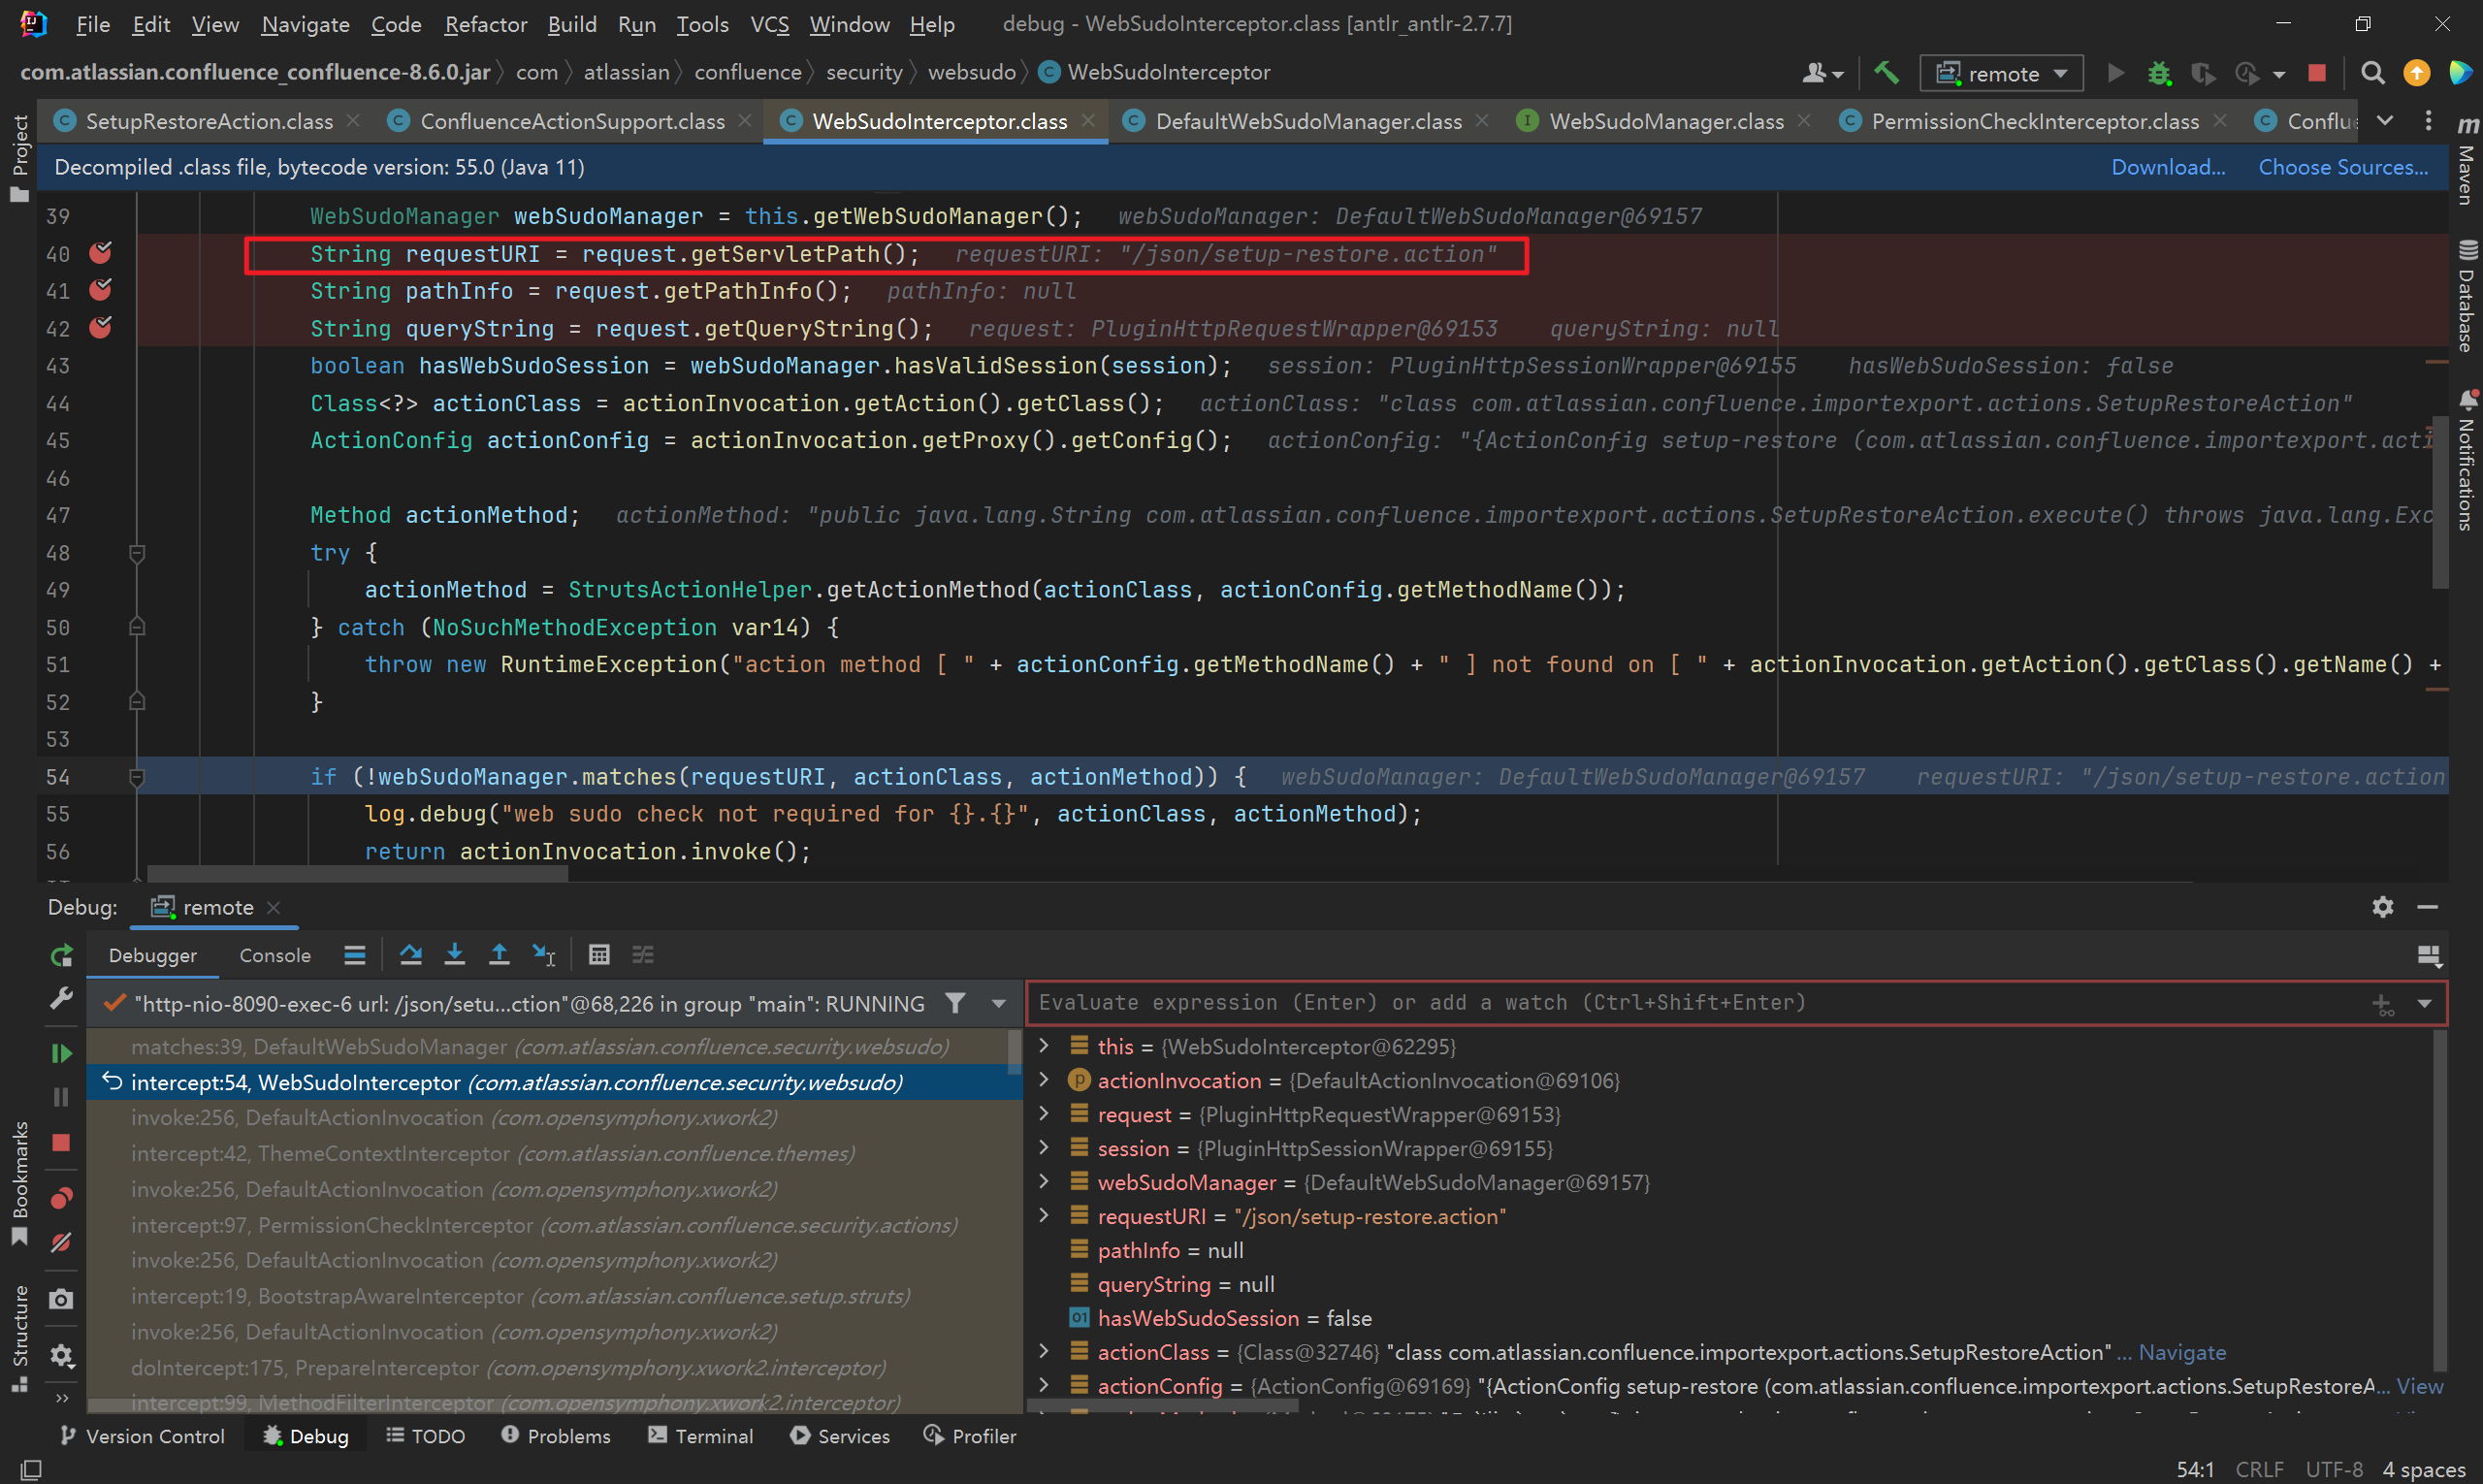 File Edit View Navigate Code Refactor Build Run Tools VCS Window Help debug - WebSudoInterceptor.class [antlr_antlr-2.7.7]
com.atlassian.confluence_confluence-8.6.0.jar com atlassian confluence security websudo WebSudoInterceptor remote
SetupRestoreAction.class ConfluenceActionSupport.class WebSudoInterceptor.class DefaultWebSudoManager.class WebSudoManager.class PermissionCheckInterceptor.class Conflu
Decompiled .class file, bytecode version: 55.0 (Java 11) Download... Choose Sources...
39 WebSudoManager webSudoManager = this.getWebSudoManager(); webSudoManager: DefaultWebSudoManager@69157
40 String requestURI = request.getServletPath(); requestURI: "/json/setup-restore.action"
41 String pathInfo = request.getPathInfo(); pathInfo: null
42 String queryString = request.getQueryString(); request: PluginHttpRequestWrapper@69153 queryString: null
43 boolean hasWebSudoSession = webSudoManager.hasValidSession(session); session: PluginHttpSessionWrapper@69155 hasWebSudoSession: false
44 Class<?> actionClass = actionInvocation.getAction().getClass(); actionClass: "class com.atlassian.confluence.importexport.actions.SetupRestoreAction"
45 ActionConfig actionConfig = actionInvocation.getProxy().getConfig(); actionConfig: "{ActionConfig setup-restore (com.atlassian.confluence.importexport.acti
46
47 Method actionMethod; actionMethod: "public java.lang.String com.atlassian.confluence.importexport.actions.SetupRestoreAction.execute() throws java.lang.Exc
48 try {
49 actionMethod = StrutsActionHelper.getActionMethod(actionClass, actionConfig.getMethodName());
50 } catch (NoSuchMethodException var14) {
51 throw new RuntimeException("action method [ " + actionConfig.getMethodName() + " ] not found on [ " + actionInvocation.getAction().getClass().getName() +
52 }
53
54 if (!webSudoManager.matches(requestURI, actionClass, actionMethod)) { webSudoManager: DefaultWebSudoManager@69157 requestURI: "/json/setup-restore.action
55 log.debug("web sudo check not required for {}.{}", actionClass, actionMethod);
56 return actionInvocation.invoke();
Project
Bookmarks
Structure
m Maven
Database
Notifications
Debug: remote
Debugger Console
"http-nio-8090-exec-6 url: /json/setu...ction"@68,226 in group "main": RUNNING
matches:39, DefaultWebSudoManager (com.atlassian.confluence.security.websudo)
intercept:54, WebSudoInterceptor (com.atlassian.confluence.security.websudo)
invoke:256, DefaultActionInvocation (com.opensymphony.xwork2)
intercept:42, ThemeContextInterceptor (com.atlassian.confluence.themes)
invoke:256, DefaultActionInvocation (com.opensymphony.xwork2)
intercept:97, PermissionCheckInterceptor (com.atlassian.confluence.security.actions)
invoke:256, DefaultActionInvocation (com.opensymphony.xwork2)
intercept:19, BootstrapAwareInterceptor (com.atlassian.confluence.setup.struts)
invoke:256, DefaultActionInvocation (com.opensymphony.xwork2)
doIntercept:175, PrepareInterceptor (com.opensymphony.xwork2.interceptor)
intercept:99, MethodFilterInterceptor (com.opensymphony.xwork2.interceptor)
Evaluate expression (Enter) or add a watch (Ctrl+Shift+Enter)
this = {WebSudoInterceptor@62295}
actionInvocation = {DefaultActionInvocation@69106}
request = {PluginHttpRequestWrapper@69153}
session = {PluginHttpSessionWrapper@69155}
webSudoManager = {DefaultWebSudoManager@69157}
requestURI = "/json/setup-restore.action"
pathInfo = null
queryString = null
hasWebSudoSession = false
actionClass = {Class@32746} "class com.atlassian.confluence.importexport.actions.SetupRestoreAction" ... Navigate
actionConfig = {ActionConfig@69169} "{ActionConfig setup-restore (com.atlassian.confluence.importexport.actions.SetupRestoreA... View
Version Control Debug TODO Problems Terminal Services Profiler
54:1 CRLF UTF-8 4 spaces